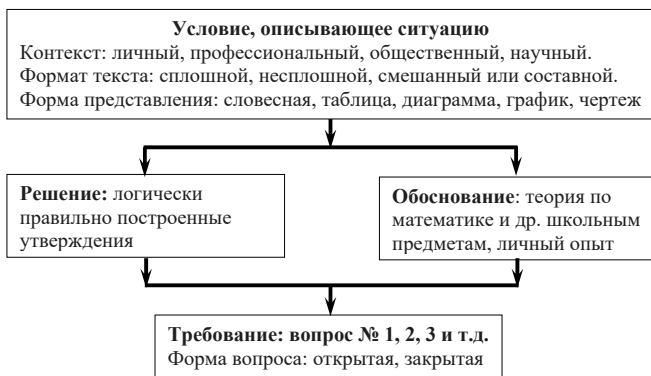 Условие, описывающее ситуацию
Контекст: личный, профессиональный, общественный, научный.
Формат текста: сплошной, несплошной, смешанный или составной.
Форма представления: словесная, таблица, диаграмма, график, чертеж
Решение: логически
правильно построенные
утверждения
Обоснование: теория по
математике и др. школьным
предметам, личный опыт
Требование: вопрос № 1, 2, 3 и т.д.
Форма вопроса: открытая, закрытая